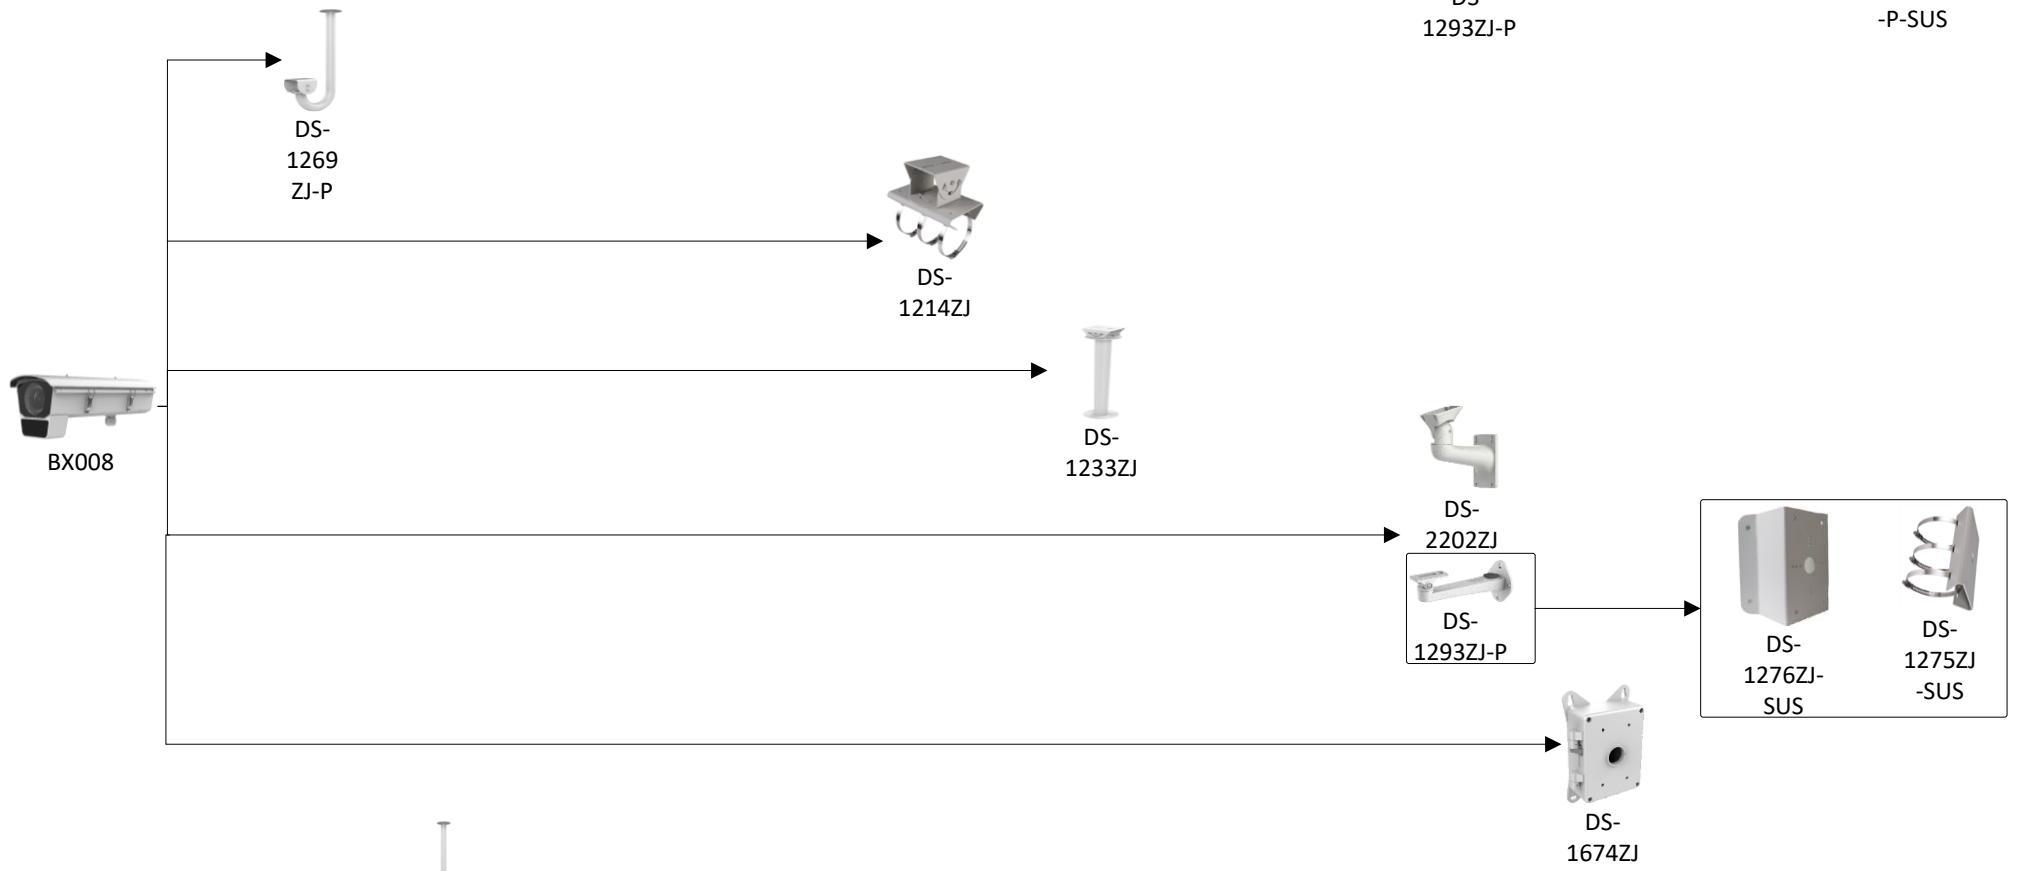 DS-
1293ZJ-P
-P-SUS
DS-
1269
ZJ-P
DS-
1214ZJ
DS-
1233ZJ
BX008
DS-
2202ZJ
DS-
1293ZJ-P
DS-
1276ZJ-
SUS
DS-
1275ZJ
-SUS
DS-
1674ZJ